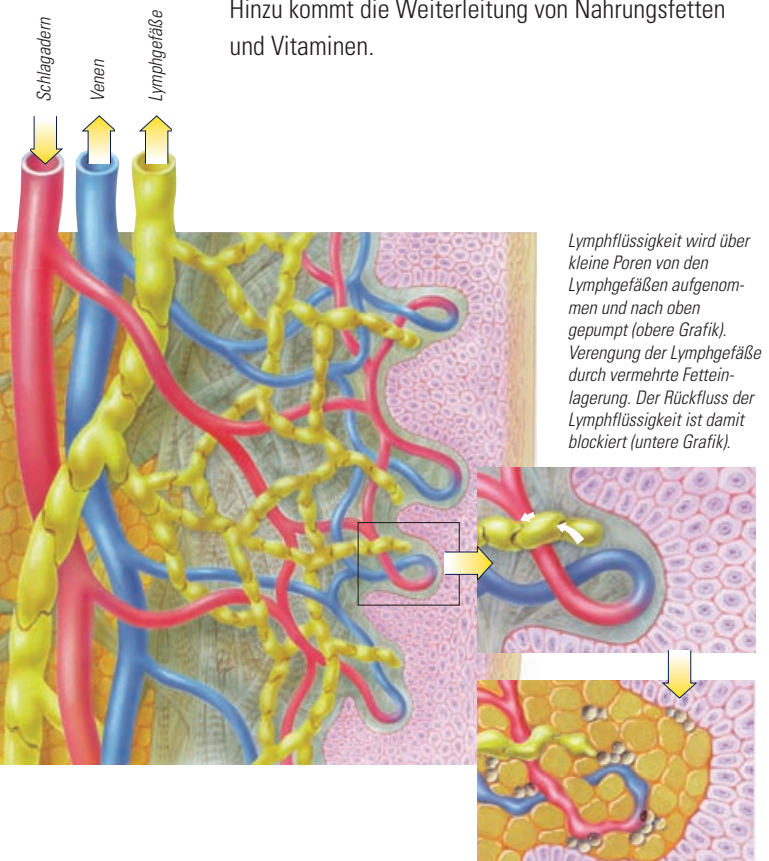 Hinzu kommt die Weiterleitung von Nahrungsfetten
und Vitaminen.
Schlagadern
Venen
Lymphgefäße
Lymphflüssigkeit wird über
kleine Poren von den
Lymphgefäßen aufgenom-
men und nach oben
gepumpt (obere Grafik).
Verengung der Lymphgefäße
durch vermehrte Fettein-
lagerung. Der Rückfluss der
Lymphflüssigkeit ist damit
blockiert (untere Grafik).